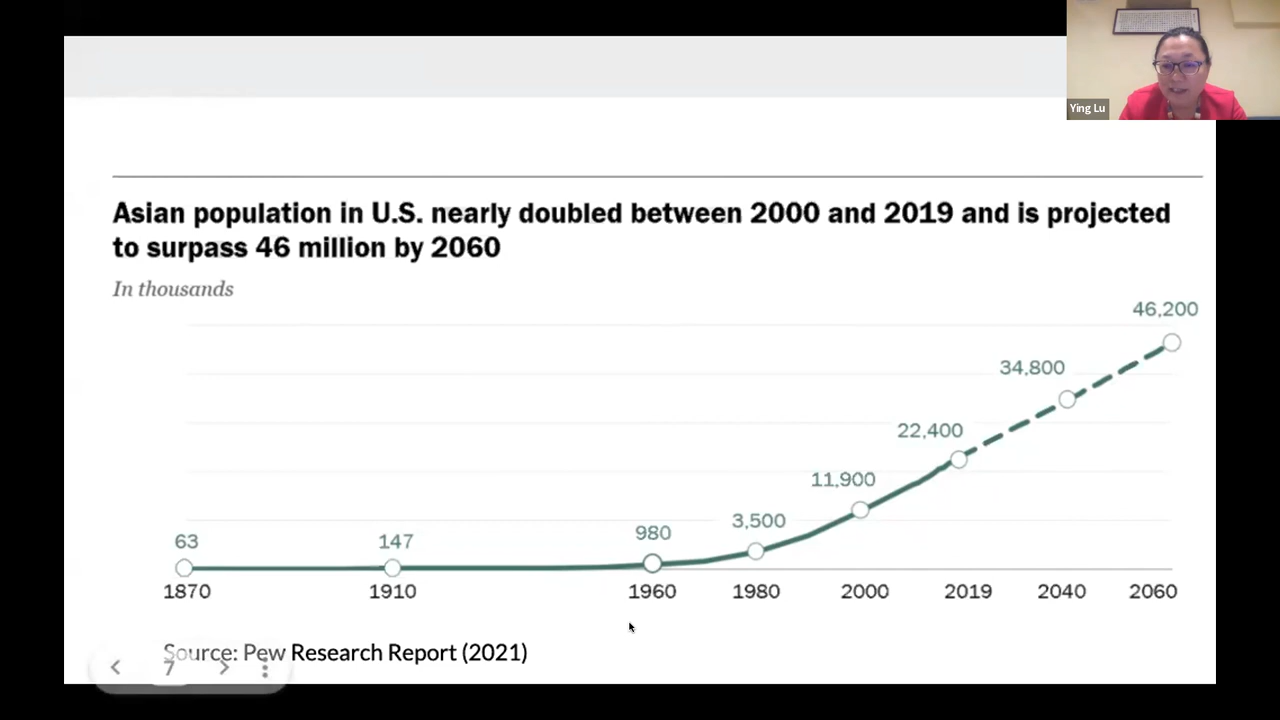 Ying Lu
Asian population in U.S. nearly doubled between 2000 and 2019 and is projected
to surpass 46 million by 2060
In thousands
46,200
34,800
22,400
11,900
3,500
980
147
63
1870 1910 1960 1980 2000 2019 2040 2060
Source: Pew Research Report (2021)
7